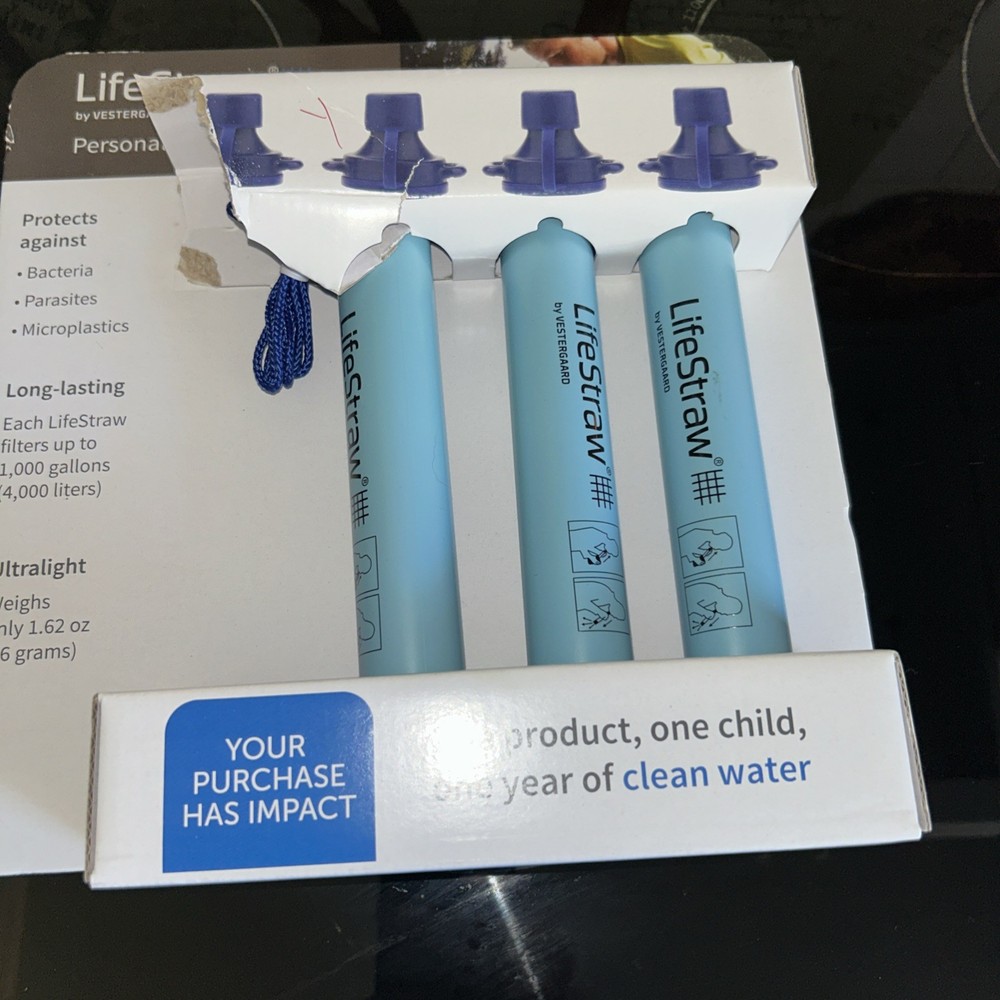 Life
by VESTERGA
Persona
Protects
against
• Bacteria
• Parasites
• Microplastics
Long-lasting
Each LifeStraw
filters up to
1,000 gallons
(4,000 liters)
Ultralight
Weighs
nly 1.62 oz
6 grams)
LifeStraw®
LifeStraw®
by VESTERGAARD
LifeStraw®
by VESTERGAARD
YOUR
PURCHASE
HAS IMPACT
product, one child,
one year of clean water